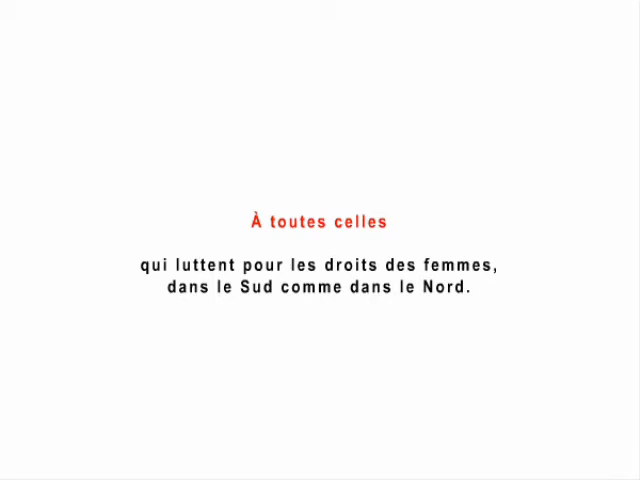 À toutes celles
qui luttent pour les droits des femmes,
dans le Sud comme dans le Nord.